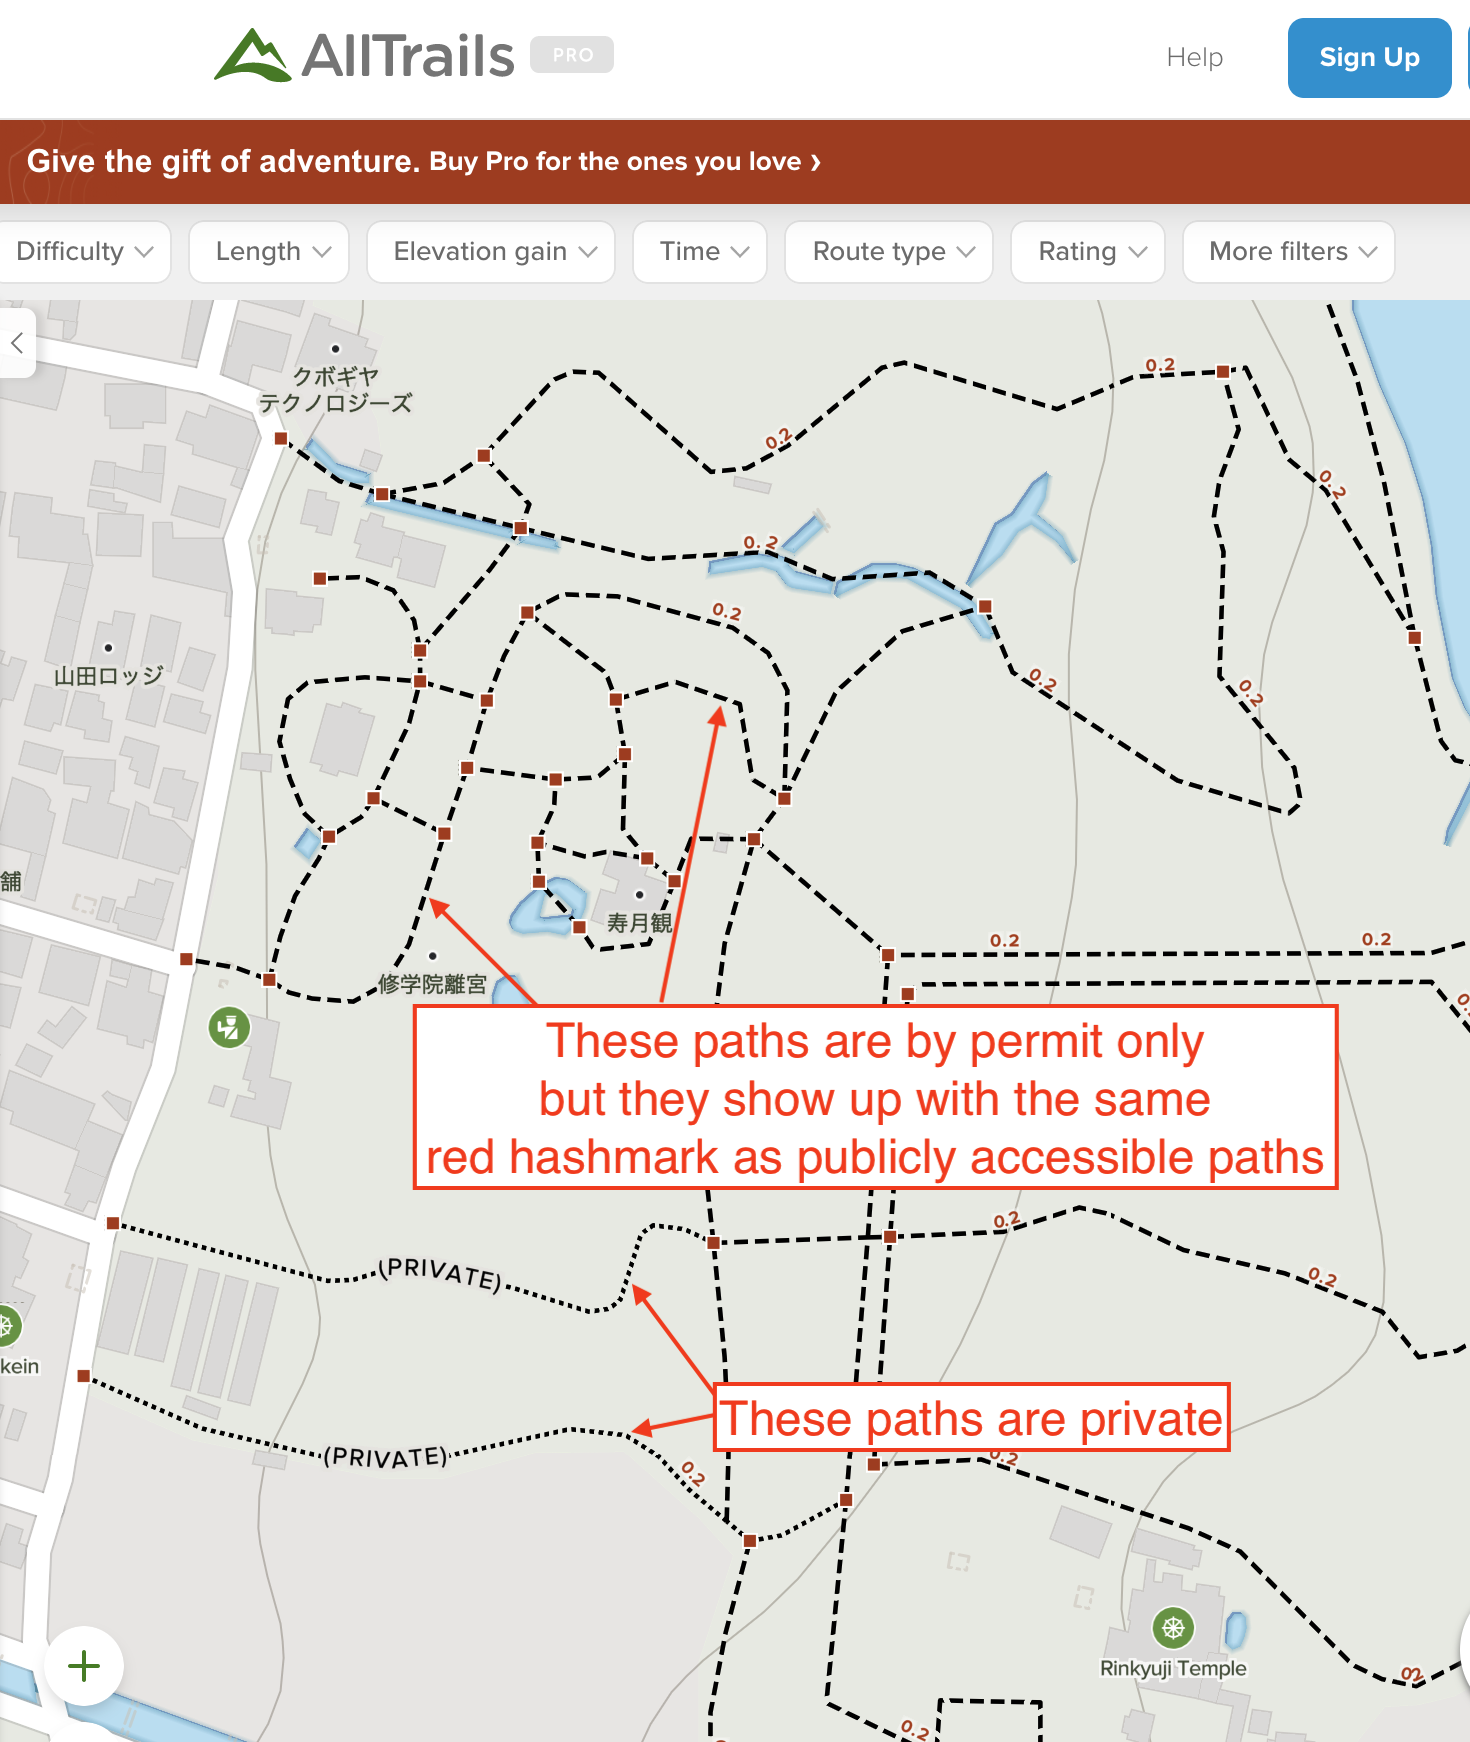 AllTrails PRO
Help
Sign Up
Give the gift of adventure. Buy Pro for the ones you love ›
Difficulty
Length
Elevation gain
Time
Route type
Rating
More filters
クボギヤ
テクノロジーズ
0.2
0.2
0.2
0.2
0.2
山田ロッジ
0.2
0.2
舗
寿月観
修学院離宮
0.2
0.2
These paths are by permit only
but they show up with the same
red hashmark as publicly accessible paths
0.2
(PRIVATE)
0.2
kein
These paths are private
(PRIVATE)
0.2
0.2
Rinkyuji Temple
0.2